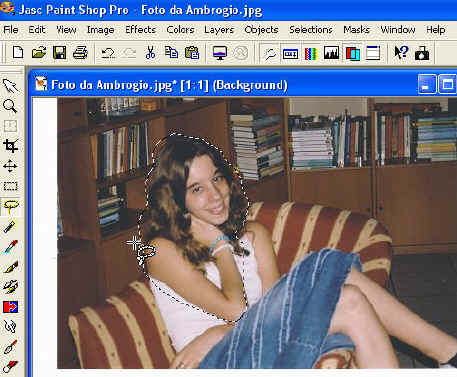 Jasc Paint Shop Pro - Foto da Ambrogio.jpg
File Edit View Image Effects Colors Objects Selections Masks Window Help
Foto da Ambrogio.jpg* [1:1] (Background)